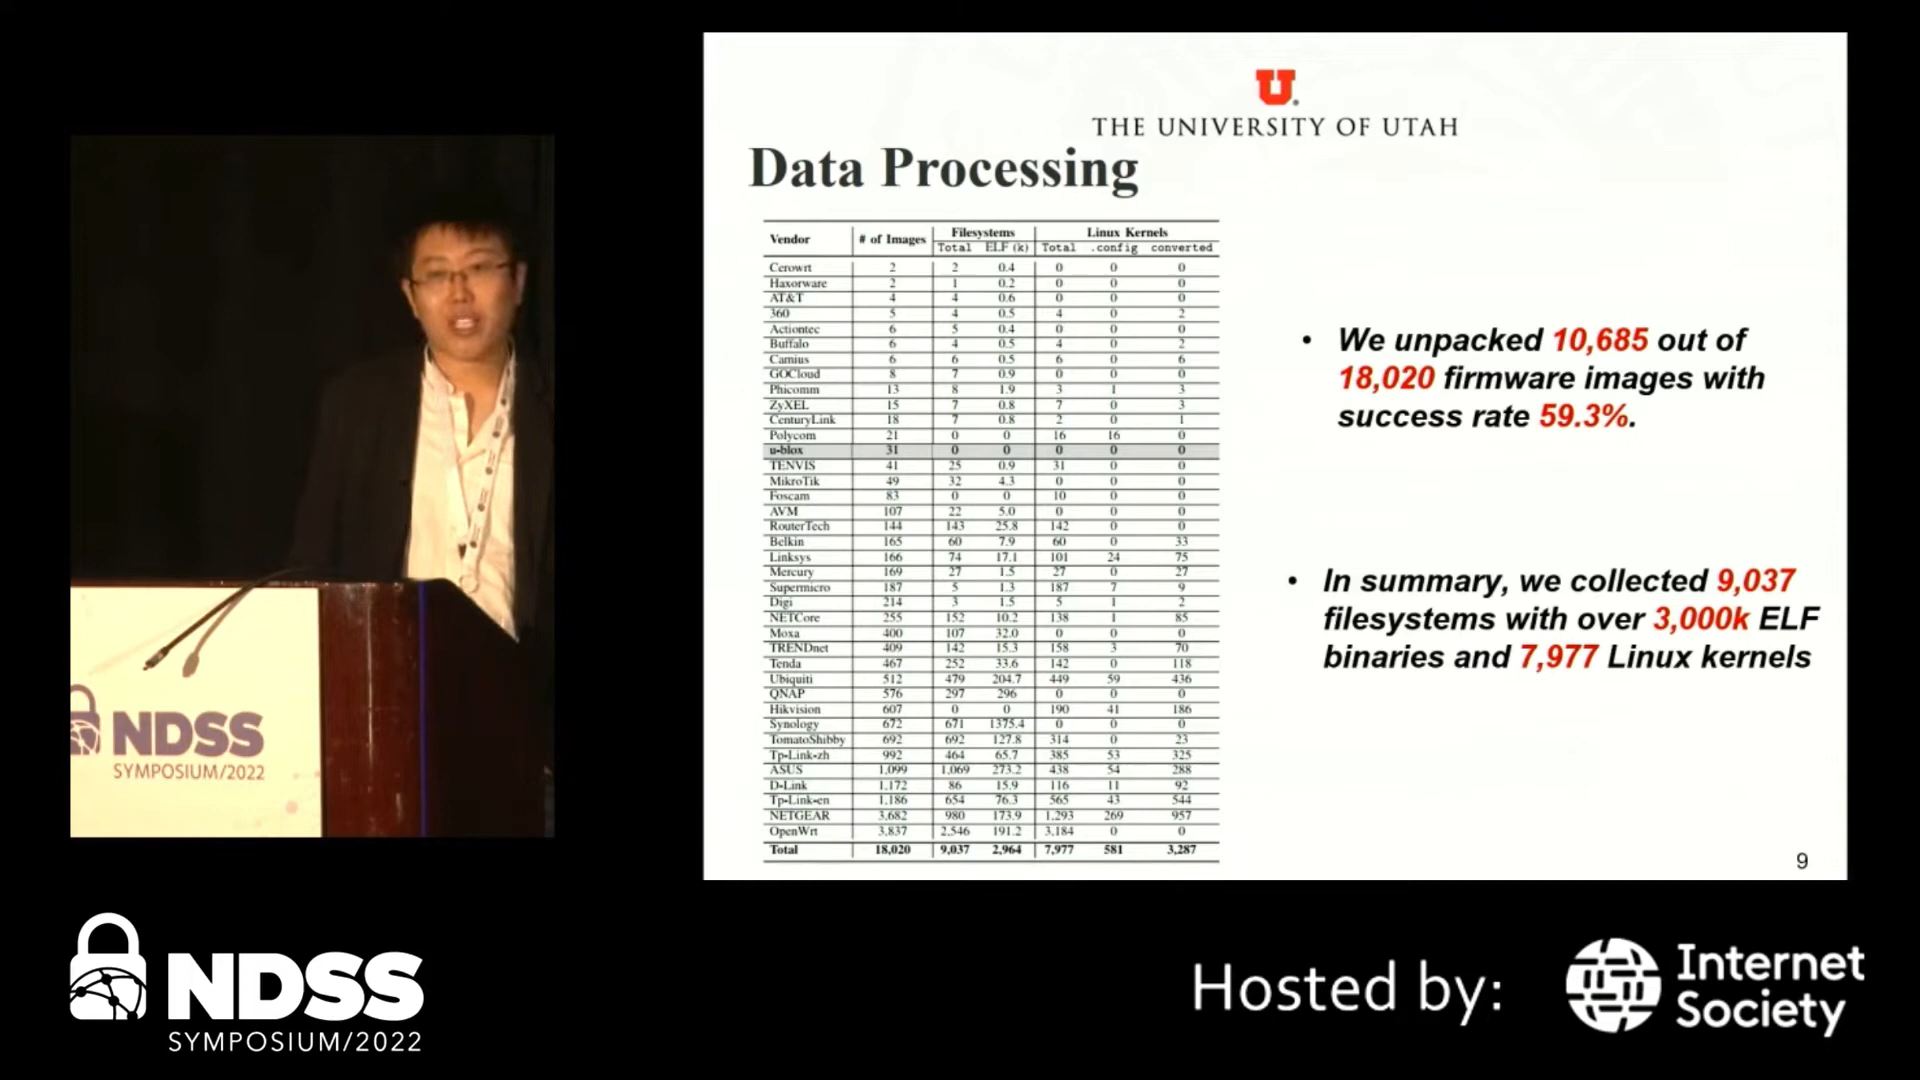 U
THE UNIVERSITY OF UTAH
Data Processing
Vendor # of Images Filesystems Linux Kernels
Total ELF (k) Total .config converted
Cerowrt 2 2 0.4 0 0 0
Haxorware 2 1 0.2 0 0 0
AT&T 4 4 0.6 0 0 0
360 5 4 0.5 4 0 2
Actiontec 6 5 0.4 0 0 0
Buffalo 6 4 0.5 4 0 2
Camius 6 6 0.5 6 0 6
GOCloud 8 7 0.9 0 0 0
Phicomm 13 8 1.9 3 1 3
ZyXEL 15 7 0.8 7 0 3
CenturyLink 18 7 0.8 2 0 1
Polycom 21 0 0 16 16 0
u-blox 31 0 0 0 0 0
TENVIS 41 25 0.9 31 0 0
MikroTik 49 32 4.3 0 0 0
Foscam 83 0 0 10 0 0
AVM 107 22 5.0 0 0 0
RouterTech 144 143 25.8 142 0 0
Belkin 165 60 7.9 60 0 33
Linksys 166 74 17.1 101 24 75
Mercury 169 27 1.5 27 0 27
Supermicro 187 5 1.3 187 7 9
Digi 214 3 1.5 5 1 2
NETCore 255 152 10.2 138 1 85
Moxa 400 107 32.0 0 0 0
TRENDnet 409 142 15.3 158 3 70
Tenda 467 252 33.6 142 0 118
Ubiquiti 512 479 204.7 449 59 436
QNAP 576 297 296 0 0 0
Hikvision 607 0 0 190 41 186
Synology 672 671 1375.4 0 0 0
TomatoShibby 692 692 127.8 314 0 23
Tp-Link-zh 992 464 65.7 385 53 325
ASUS 1,099 1,069 273.2 438 54 288
D-Link 1,172 86 15.9 116 11 92
Tp-Link-en 1,186 654 76.3 565 43 544
NETGEAR 3,682 980 173.9 1,293 269 957
OpenWrt 3,837 2,546 191.2 3,184 0 0
Total 18,020 9,037 2,964 7,977 581 3,287
• We unpacked 10,685 out of
18,020 firmware images with
success rate 59.3%.
• In summary, we collected 9,037
filesystems with over 3,000k ELF
binaries and 7,977 Linux kernels
9
NDSS
SYMPOSIUM/2022
NDSS
SYMPOSIUM/2022
Hosted by:
Internet
Society